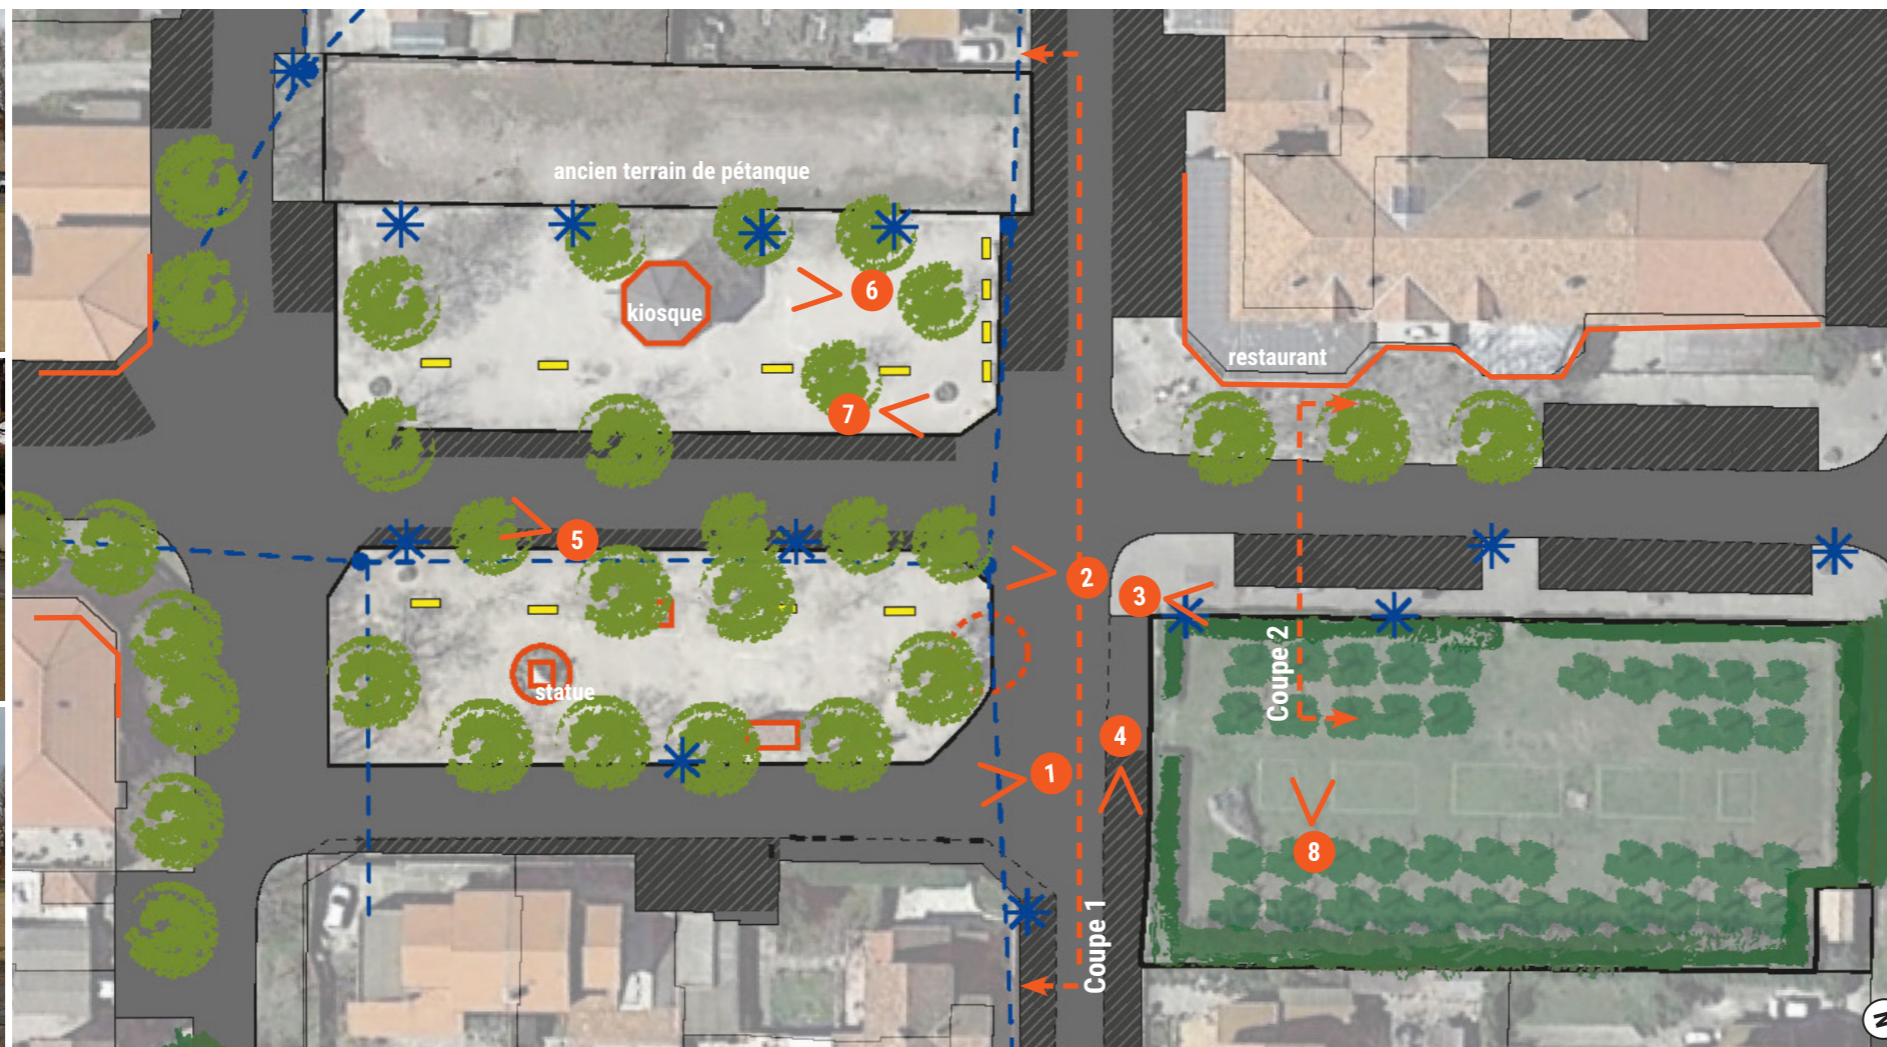 ancien terrain de pétanque
6
kiosque
restaurant
7
5
2
3
Coupe 2
statue
4
1
8
Coupe 1
N